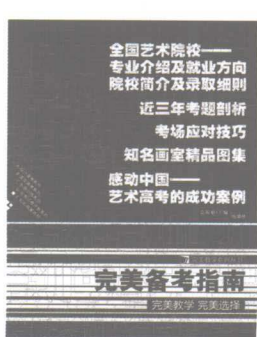 全国艺术院校——
专业介绍及就业方向
院校简介及录取细则
近三年考题剖析
考场应对技巧
知名画室精品图集
感动中国——
艺术高考的成功案例
完美备考指南
完美教学 完美选择